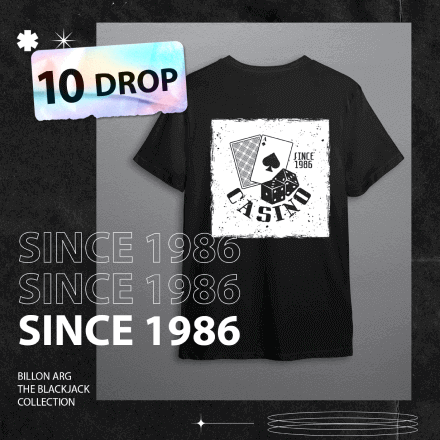 10 DROP
SINCE
1986
CASINO
SINCE 1986
SINCE 1986
SINCE 1986
BILLON ARG
THE BLACKJACK
COLLECTION